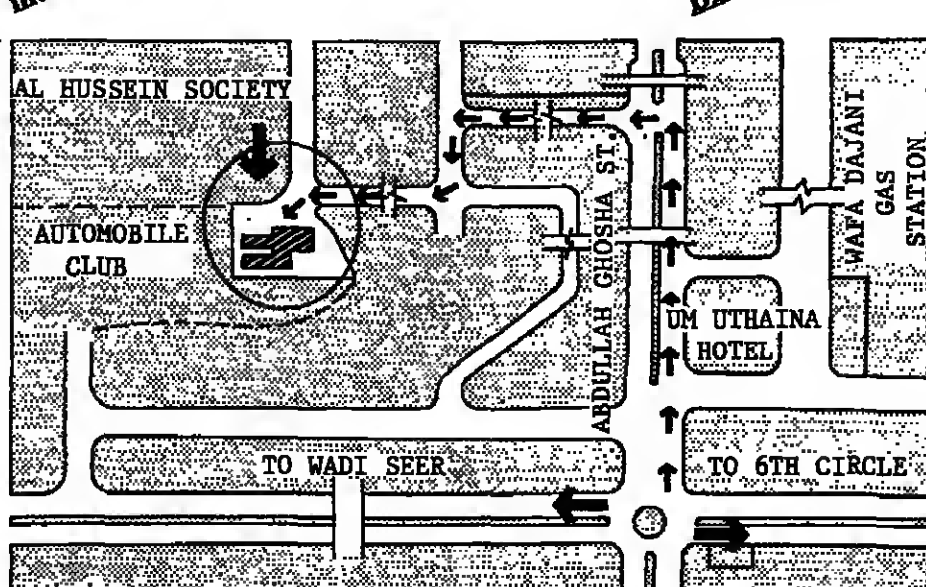 AL HUSSEIN SOCIETY
AUTOMOBILE
CLUB
ABDULLAH GHOSHA ST.
WAFA DAJANI
GAS
STATION
UM UTHAINA
HOTEL
TO WADI SEER
TO 6TH CIRCLE